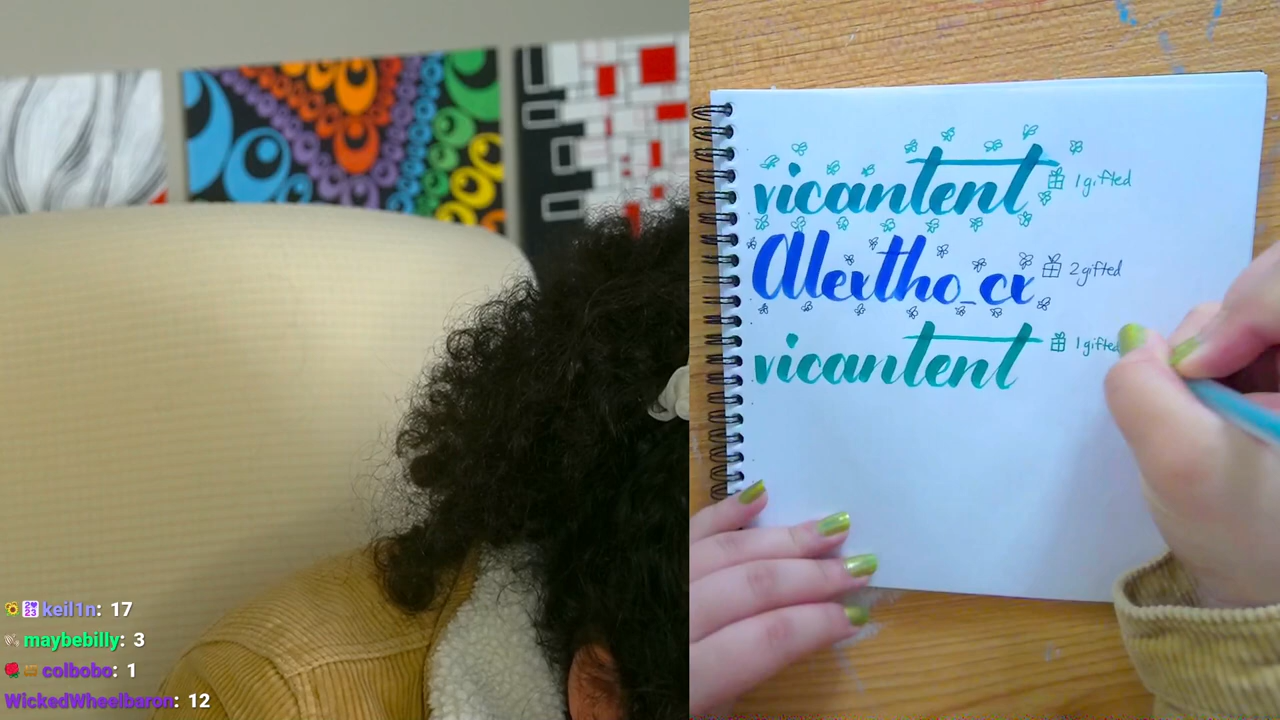 keil1n: 17
maybebilly: 3
colbobo: 1
WickedWheelbaron: 12
vicantent 1 gifted
Alextho_cx 2 gifted
vicantent 1 gifted